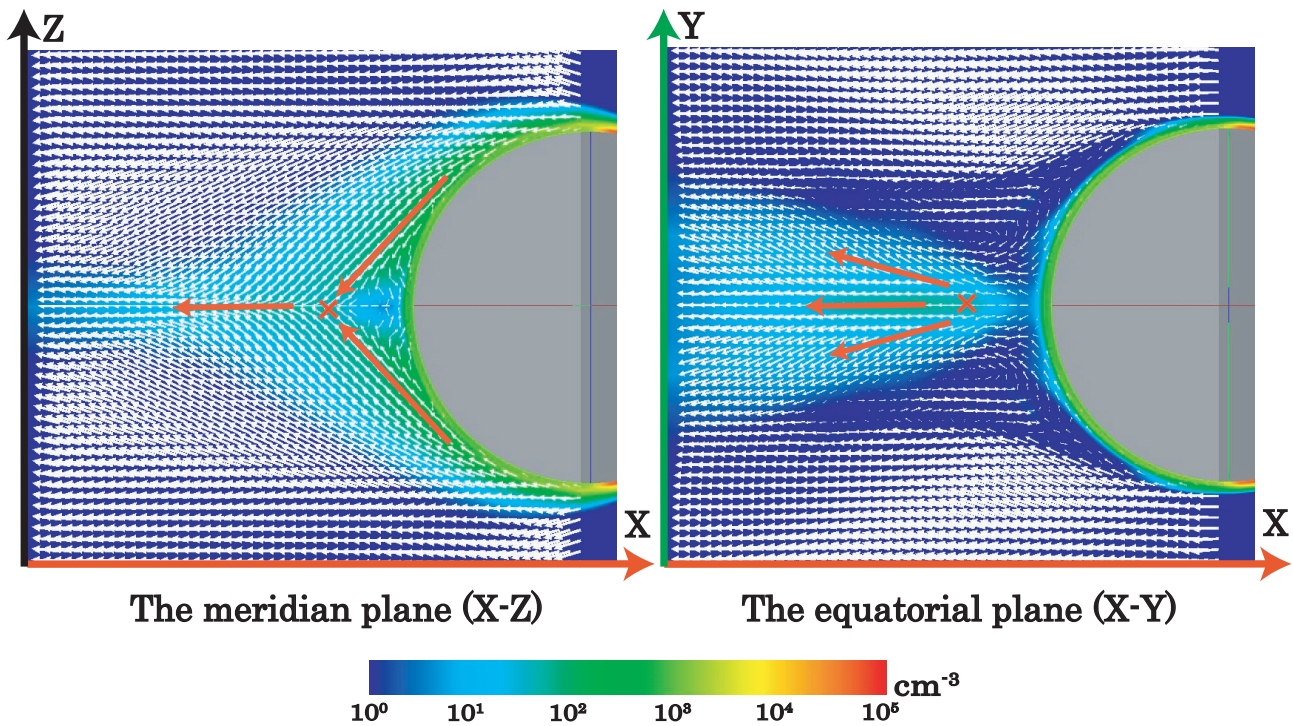 Z
Y
X
X
The meridian plane (X-Z)
The equatorial plane (X-Y)
cm⁻³
10⁰ 10¹ 10² 10³ 10⁴ 10⁵